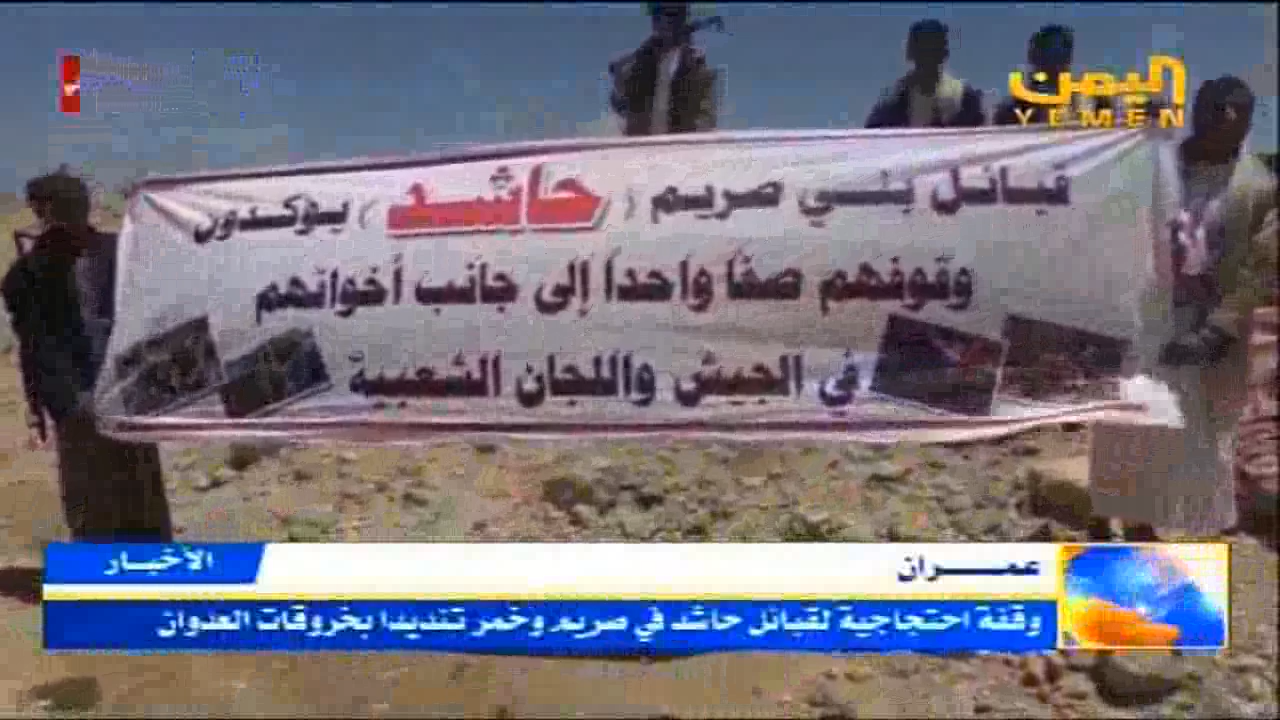 اليمن
YEMEN
قبائل بني صريم (حاشد) يؤكدون
وقوفهم صفاً واحداً إلى جانب أخوانهم
في الجيش واللجان الشعبية
الأخبار
عمـــران
وقفة احتجاجية لقبائل حاشد في صريم وخمر تنديدا بخروقات العدوان